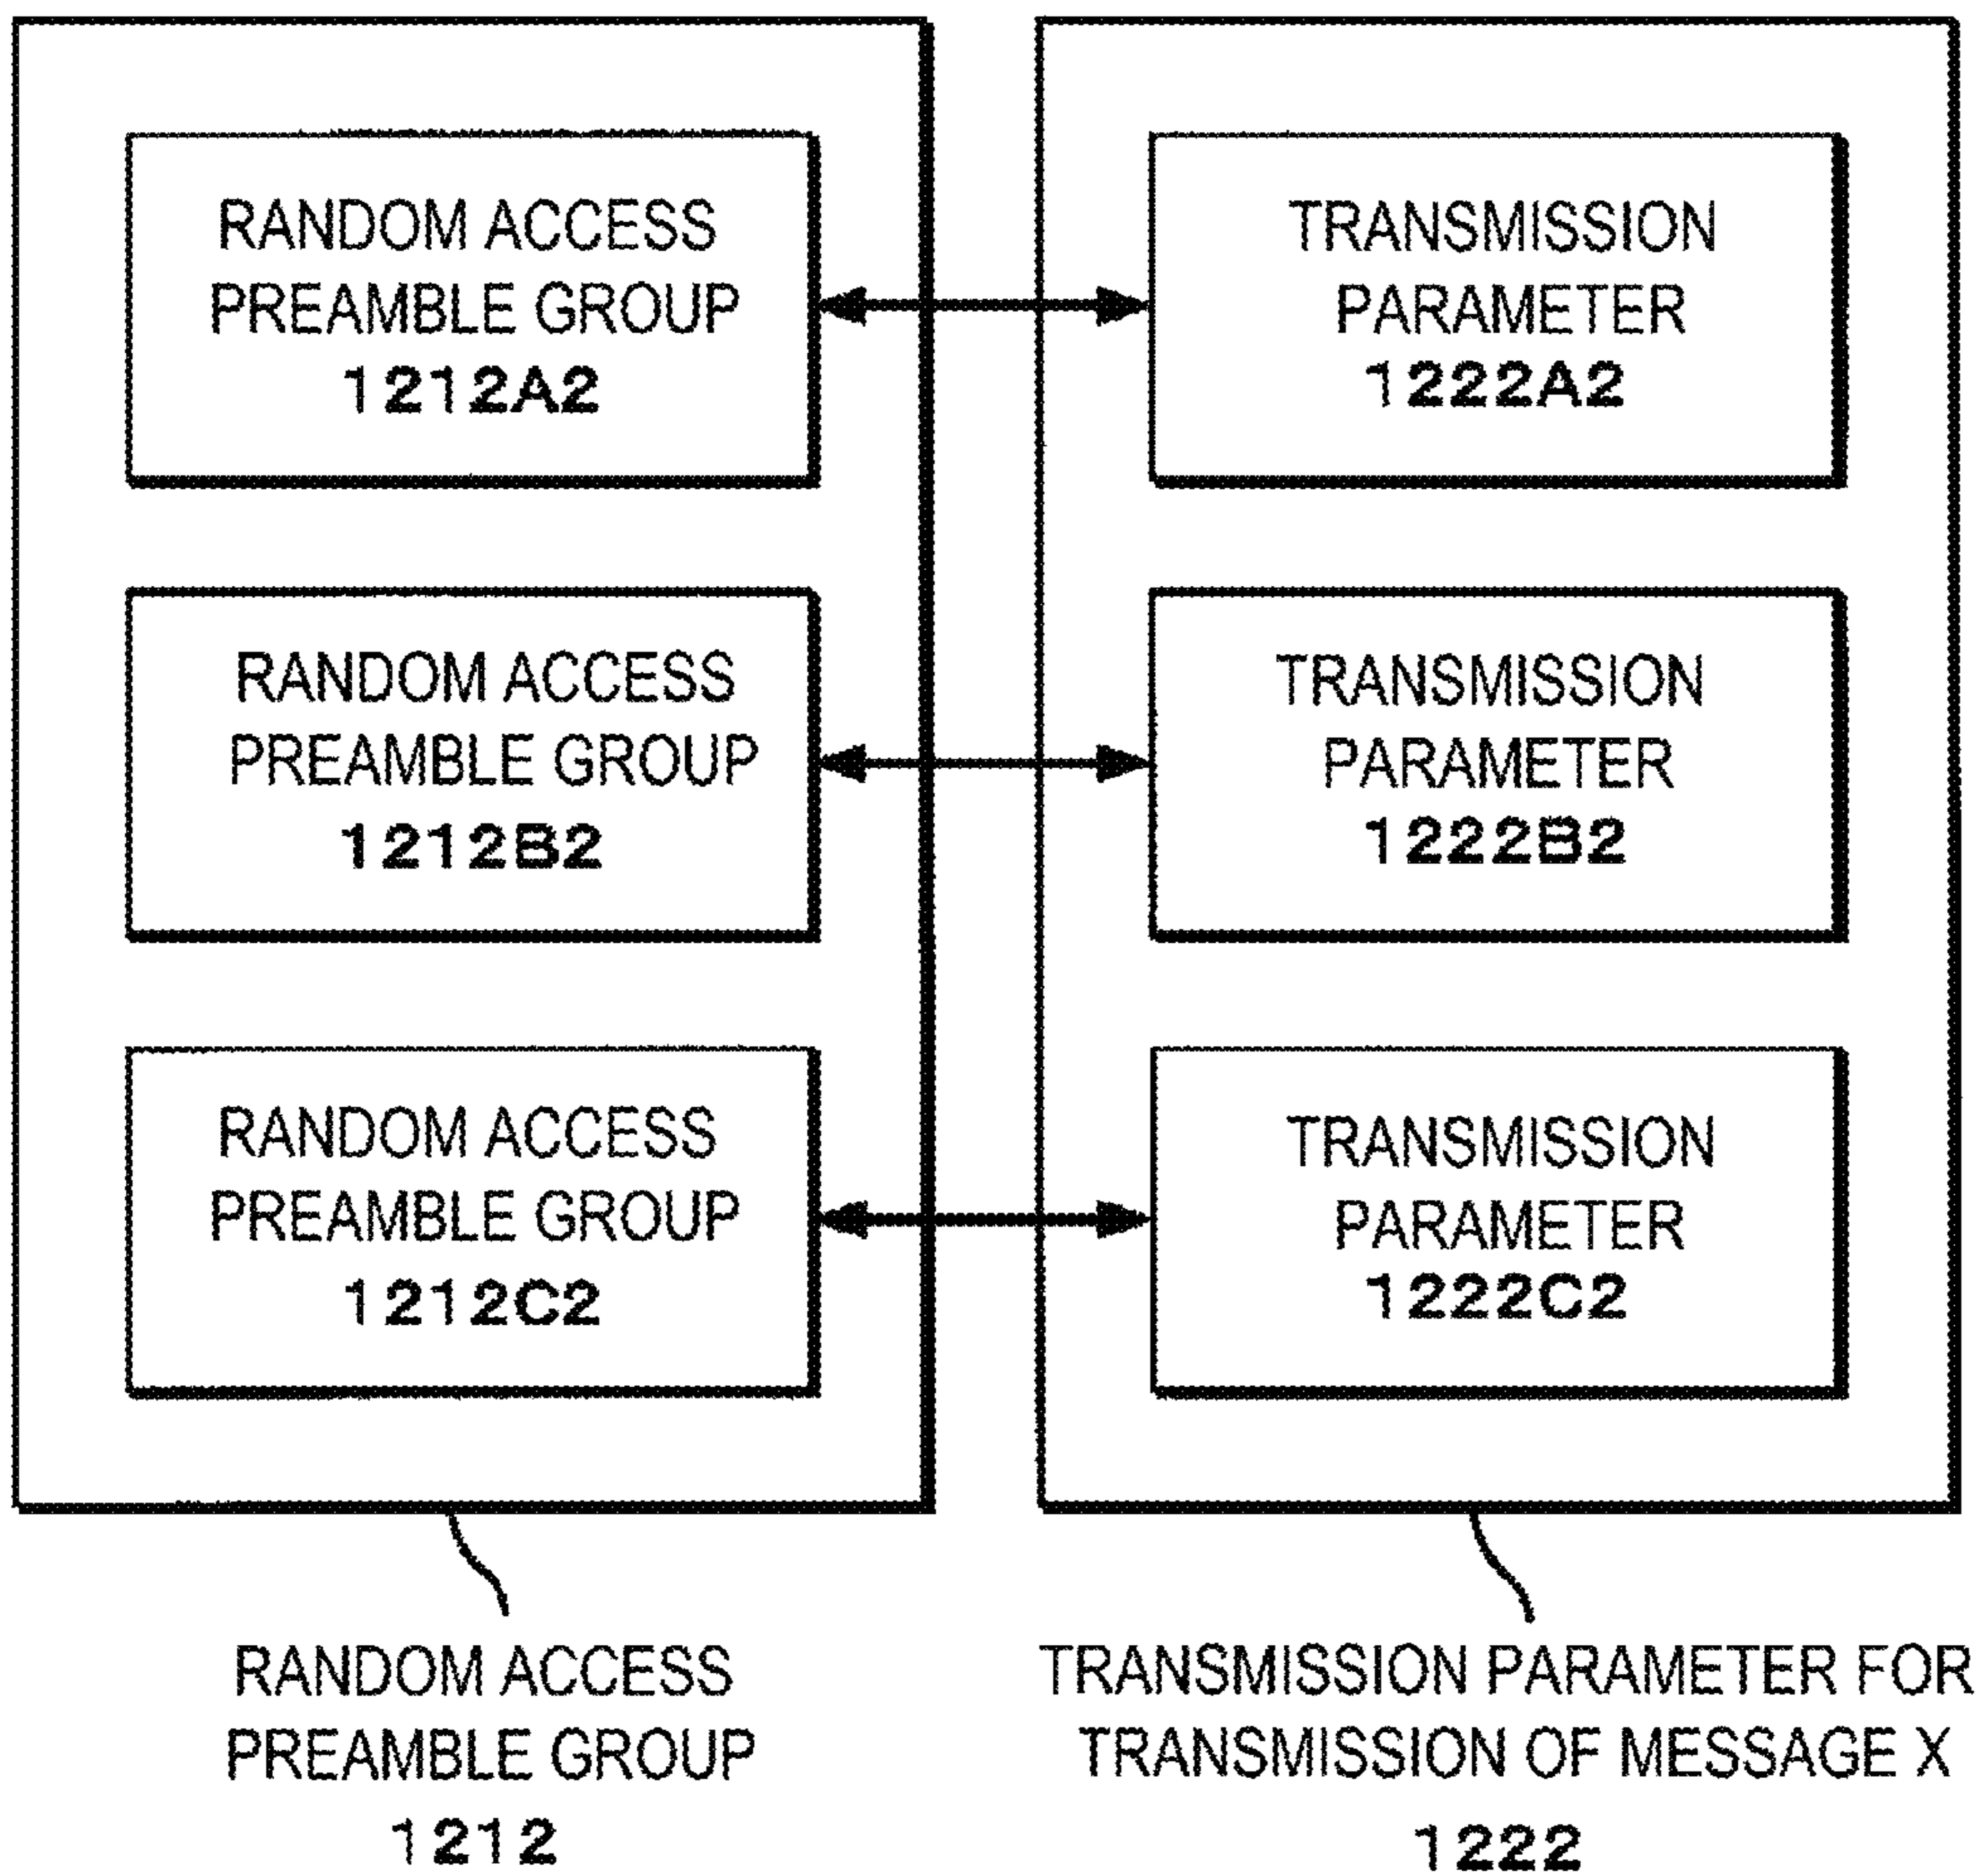 RANDOM ACCESS
PREAMBLE GROUP
1212A2
TRANSMISSION
PARAMETER
1222A2
RANDOM ACCESS
PREAMBLE GROUP
1212B2
TRANSMISSION
PARAMETER
1222B2
RANDOM ACCESS
PREAMBLE GROUP
1212C2
TRANSMISSION
PARAMETER
1222C2
RANDOM ACCESS
PREAMBLE GROUP
1212
TRANSMISSION PARAMETER FOR
TRANSMISSION OF MESSAGE X
1222